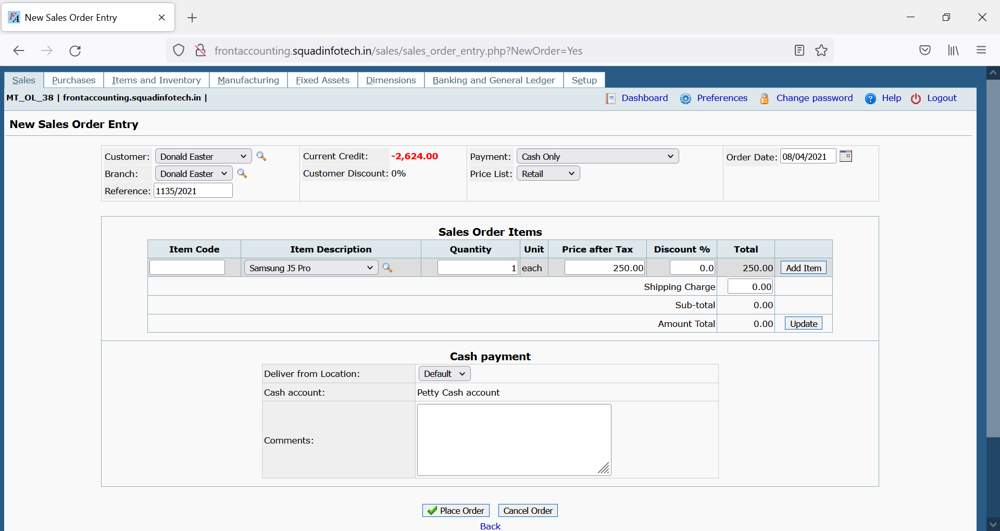 New Sales Order Entry
frontaccounting.squadinfotech.in/sales/sales_order_entry.php?NewOrder=Yes
Sales Purchases Items and Inventory Manufacturing Fixed Assets Dimensions Banking and General Ledger Setup
MT_OL_38 | frontaccounting.squadinfotech.in | Dashboard Preferences Change password Help Logout
New Sales Order Entry
Customer: Donald Easter Current Credit: -2,624.00 Payment: Cash Only Order Date: 08/04/2021
Branch: Donald Easter Customer Discount: 0% Price List: Retail
Reference: 1135/2021
Sales Order Items
Item Code Item Description Quantity Unit Price after Tax Discount % Total
Samsung J5 Pro 1 each 250.00 0.0 250.00 Add Item
Shipping Charge 0.00
Sub-total 0.00
Amount Total 0.00 Update
Cash payment
Deliver from Location: Default
Cash account: Petty Cash account
Comments:
Place Order Cancel Order
Back